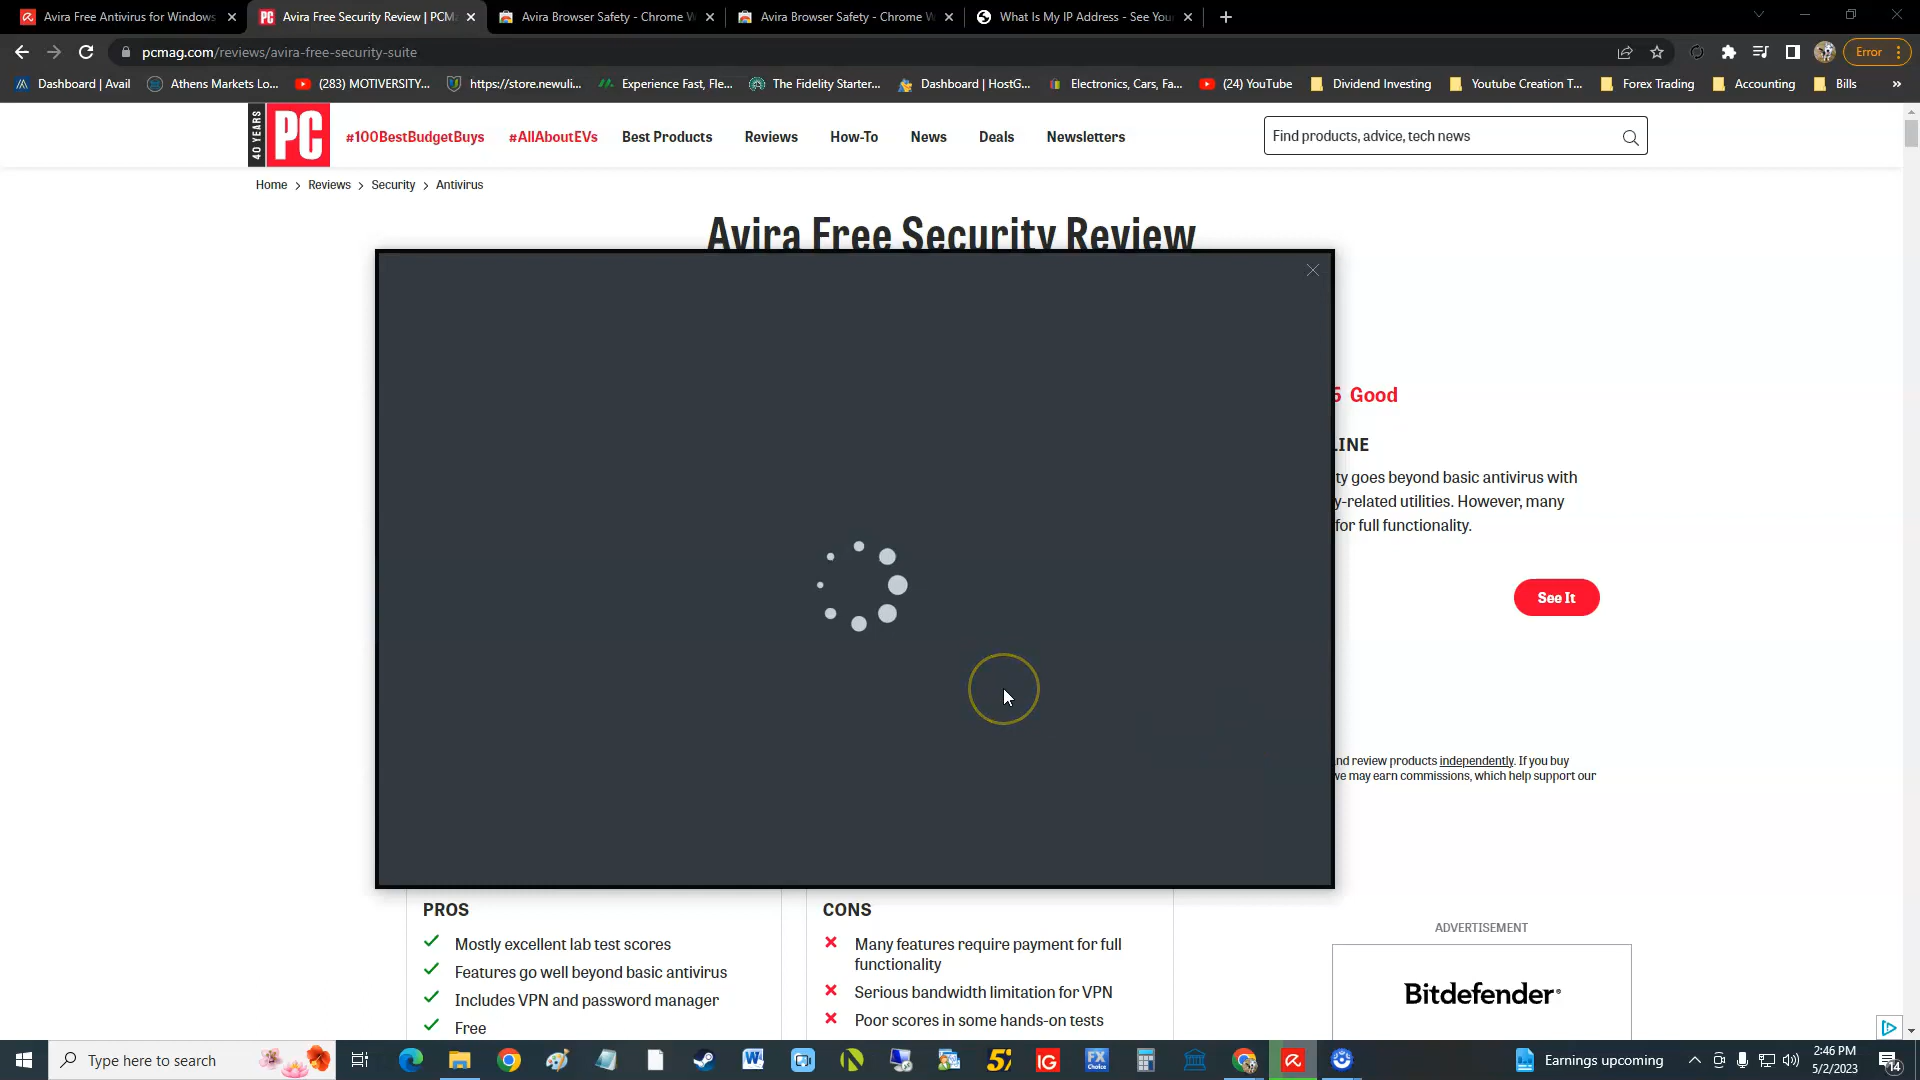 Avira Free Antivirus for Windows
Avira Free Security Review | PCMa
Avira Browser Safety - Chrome W
Avira Browser Safety - Chrome W
What Is My IP Address - See You
pcmag.com/reviews/avira-free-security-suite
Error
Dashboard | Avail
Athens Markets Lo...
(283) MOTIVERSITY...
https://store.newuli...
Experience Fast, Fle...
The Fidelity Starter...
Dashboard | HostG...
Electronics, Cars, Fa...
(24) YouTube
Dividend Investing
Youtube Creation T...
Forex Trading
Accounting
Bills
»
40 YEARS
PC
#100BestBudgetBuys
#AllAboutEVs
Best Products
Reviews
How-To
News
Deals
Newsletters
Find products, advice, tech news
Home > Reviews > Security > Antivirus
Avira Free Security Review
5 Good
LINE
ty goes beyond basic antivirus with
y-related utilities. However, many
for full functionality.
See It
nd review products independently. If you buy
we may earn commissions, which help support our
PROS
Mostly excellent lab test scores
Features go well beyond basic antivirus
Includes VPN and password manager
Free
CONS
Many features require payment for full
functionality
Serious bandwidth limitation for VPN
Poor scores in some hands-on tests
ADVERTISEMENT
Bitdefender®
Type here to search
W
5
IG
FX
Choice
Earnings upcoming
2:46 PM
5/2/2023
14